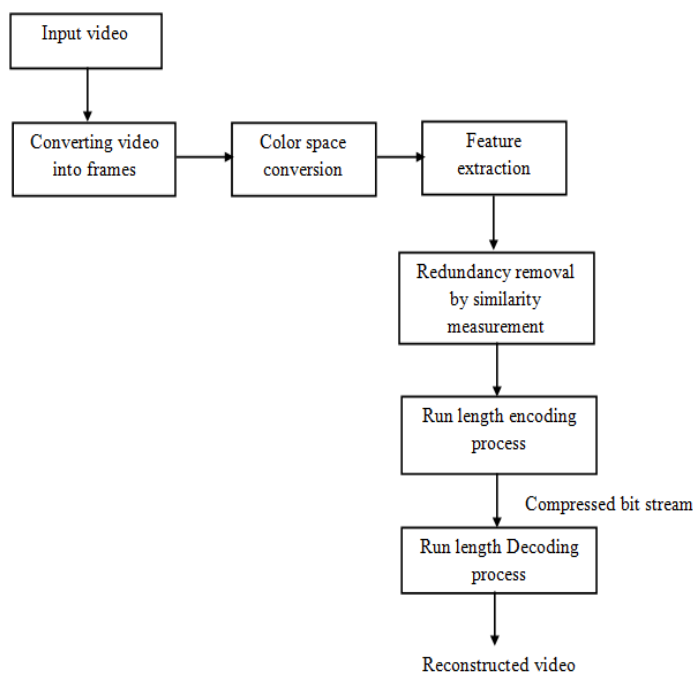 Input video
Converting video
into frames
Color space
conversion
Feature
extraction
Redundancy removal
by similarity
measurement
Run length encoding
process
Compressed bit stream
Run length Decoding
process
Reconstructed video